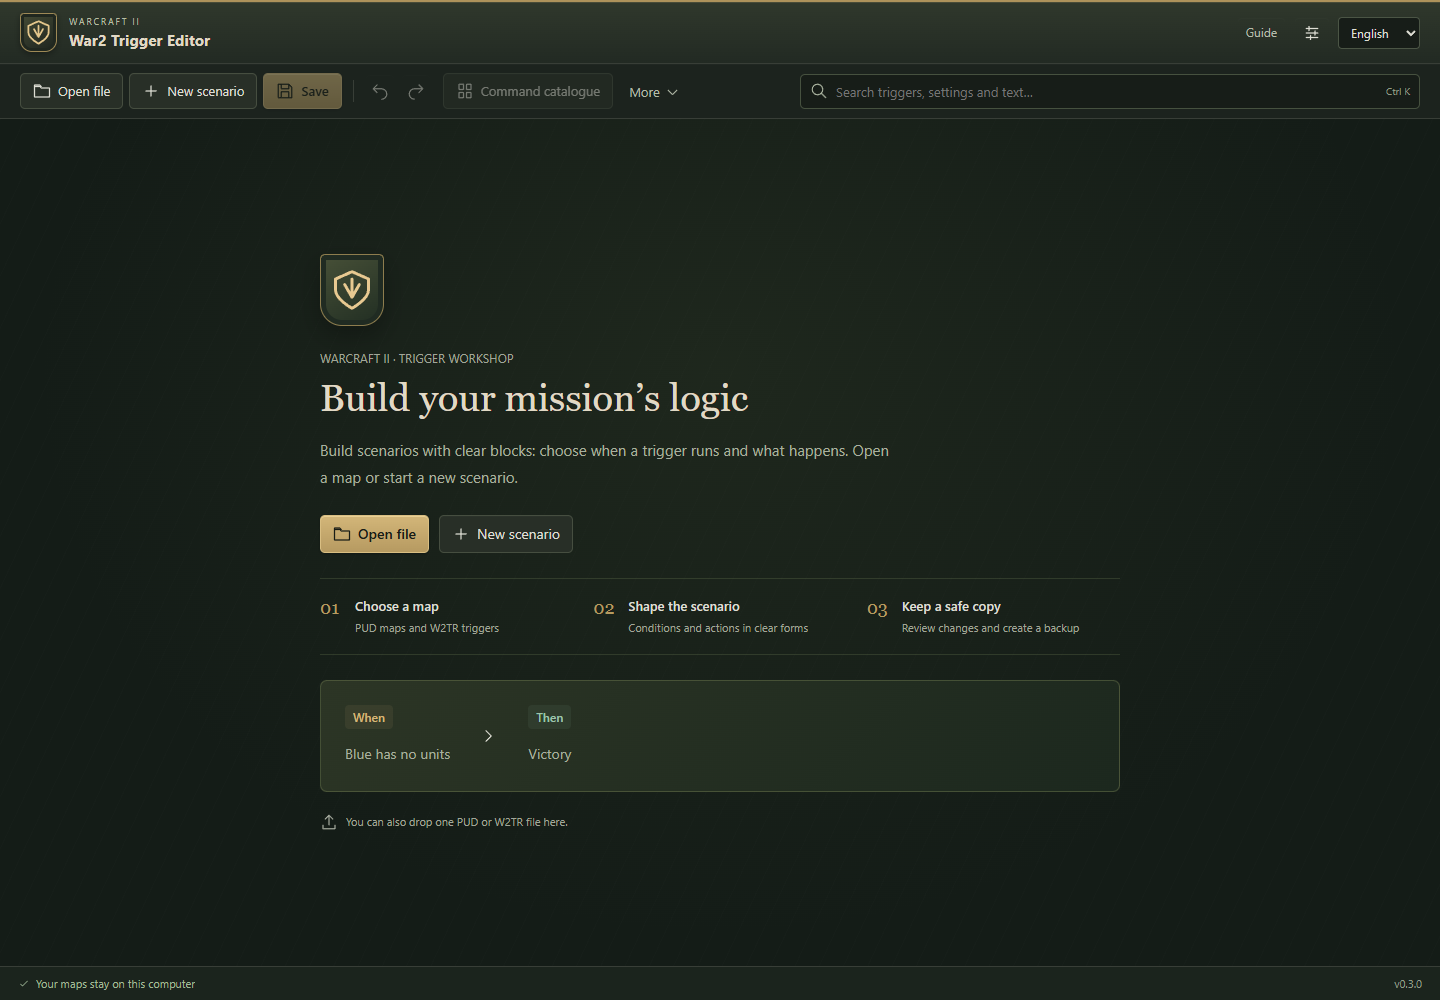 WARCRAFT II
War2 Trigger Editor
Guide
English
Open file
New scenario
Save
Command catalogue
More
Search triggers, settings and text...
Ctrl K
WARCRAFT II · TRIGGER WORKSHOP
Build your mission’s logic
Build scenarios with clear blocks: choose when a trigger runs and what happens. Open
a map or start a new scenario.
Open file
New scenario
01
Choose a map
PUD maps and W2TR triggers
02
Shape the scenario
Conditions and actions in clear forms
03
Keep a safe copy
Review changes and create a backup
When
Blue has no units
Then
Victory
You can also drop one PUD or W2TR file here.
Your maps stay on this computer
v0.3.0